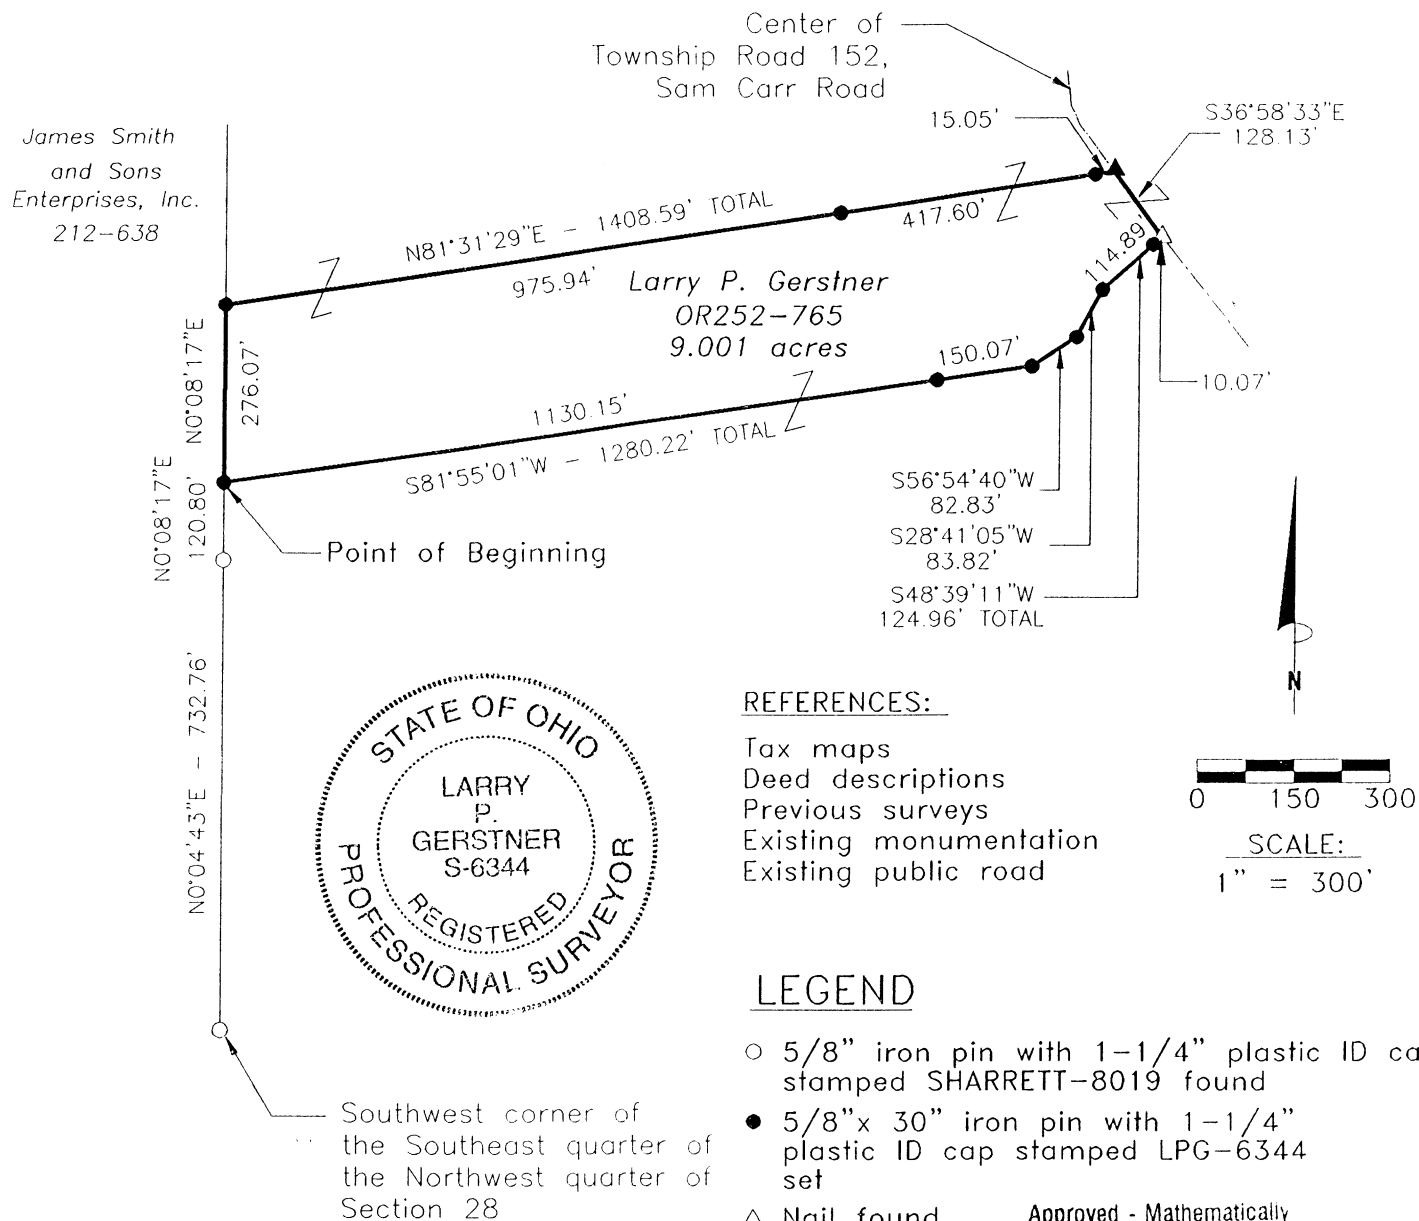 Center of
Township Road 152,
Sam Carr Road
15.05'
S36°58'33"E
128.13'
James Smith
and Sons
Enterprises, Inc.
212-638
N81°31'29"E - 1408.59' TOTAL
417.60'
975.94'
114.89'
Larry P. Gerstner
OR252-765
9.001 acres
N0°08'17"E
276.07'
150.07'
10.07'
1130.15'
S81°55'01"W - 1280.22' TOTAL
N0°08'17"E
120.80'
S56°54'40"W
82.83'
S28°41'05"W
83.82'
S48°39'11"W
124.96' TOTAL
Point of Beginning
N
N0°04'43"E - 732.76'
STATE OF OHIO
LARRY
P.
GERSTNER
S-6344
REGISTERED
PROFESSIONAL SURVEYOR
REFERENCES:
Tax maps
Deed descriptions
Previous surveys
Existing monumentation
Existing public road
0 150 300
SCALE:
1" = 300'
LEGEND
5/8" iron pin with 1-1/4" plastic ID ca
stamped SHARRETT-8019 found
5/8"x 30" iron pin with 1-1/4"
plastic ID cap stamped LPG-6344
set
Nail found
Approved - Mathematically
Southwest corner of
the Southeast quarter of
the Northwest quarter of
Section 28